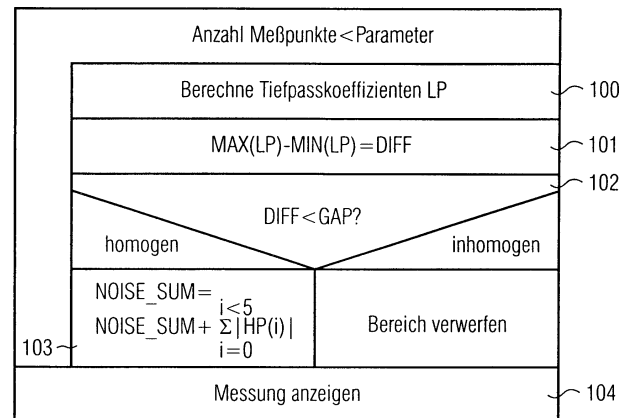 Anzahl Meßpunkte<Parameter
Berechne Tiefpasskoeffizienten LP
100
MAX(LP)-MIN(LP)=DIFF
101
102
DIFF<GAP?
homogen
inhomogen
NOISE_SUM=
i<5
NOISE_SUM+ Σ|HP(i)|
i=0
103
Bereich verwerfen
Messung anzeigen
104